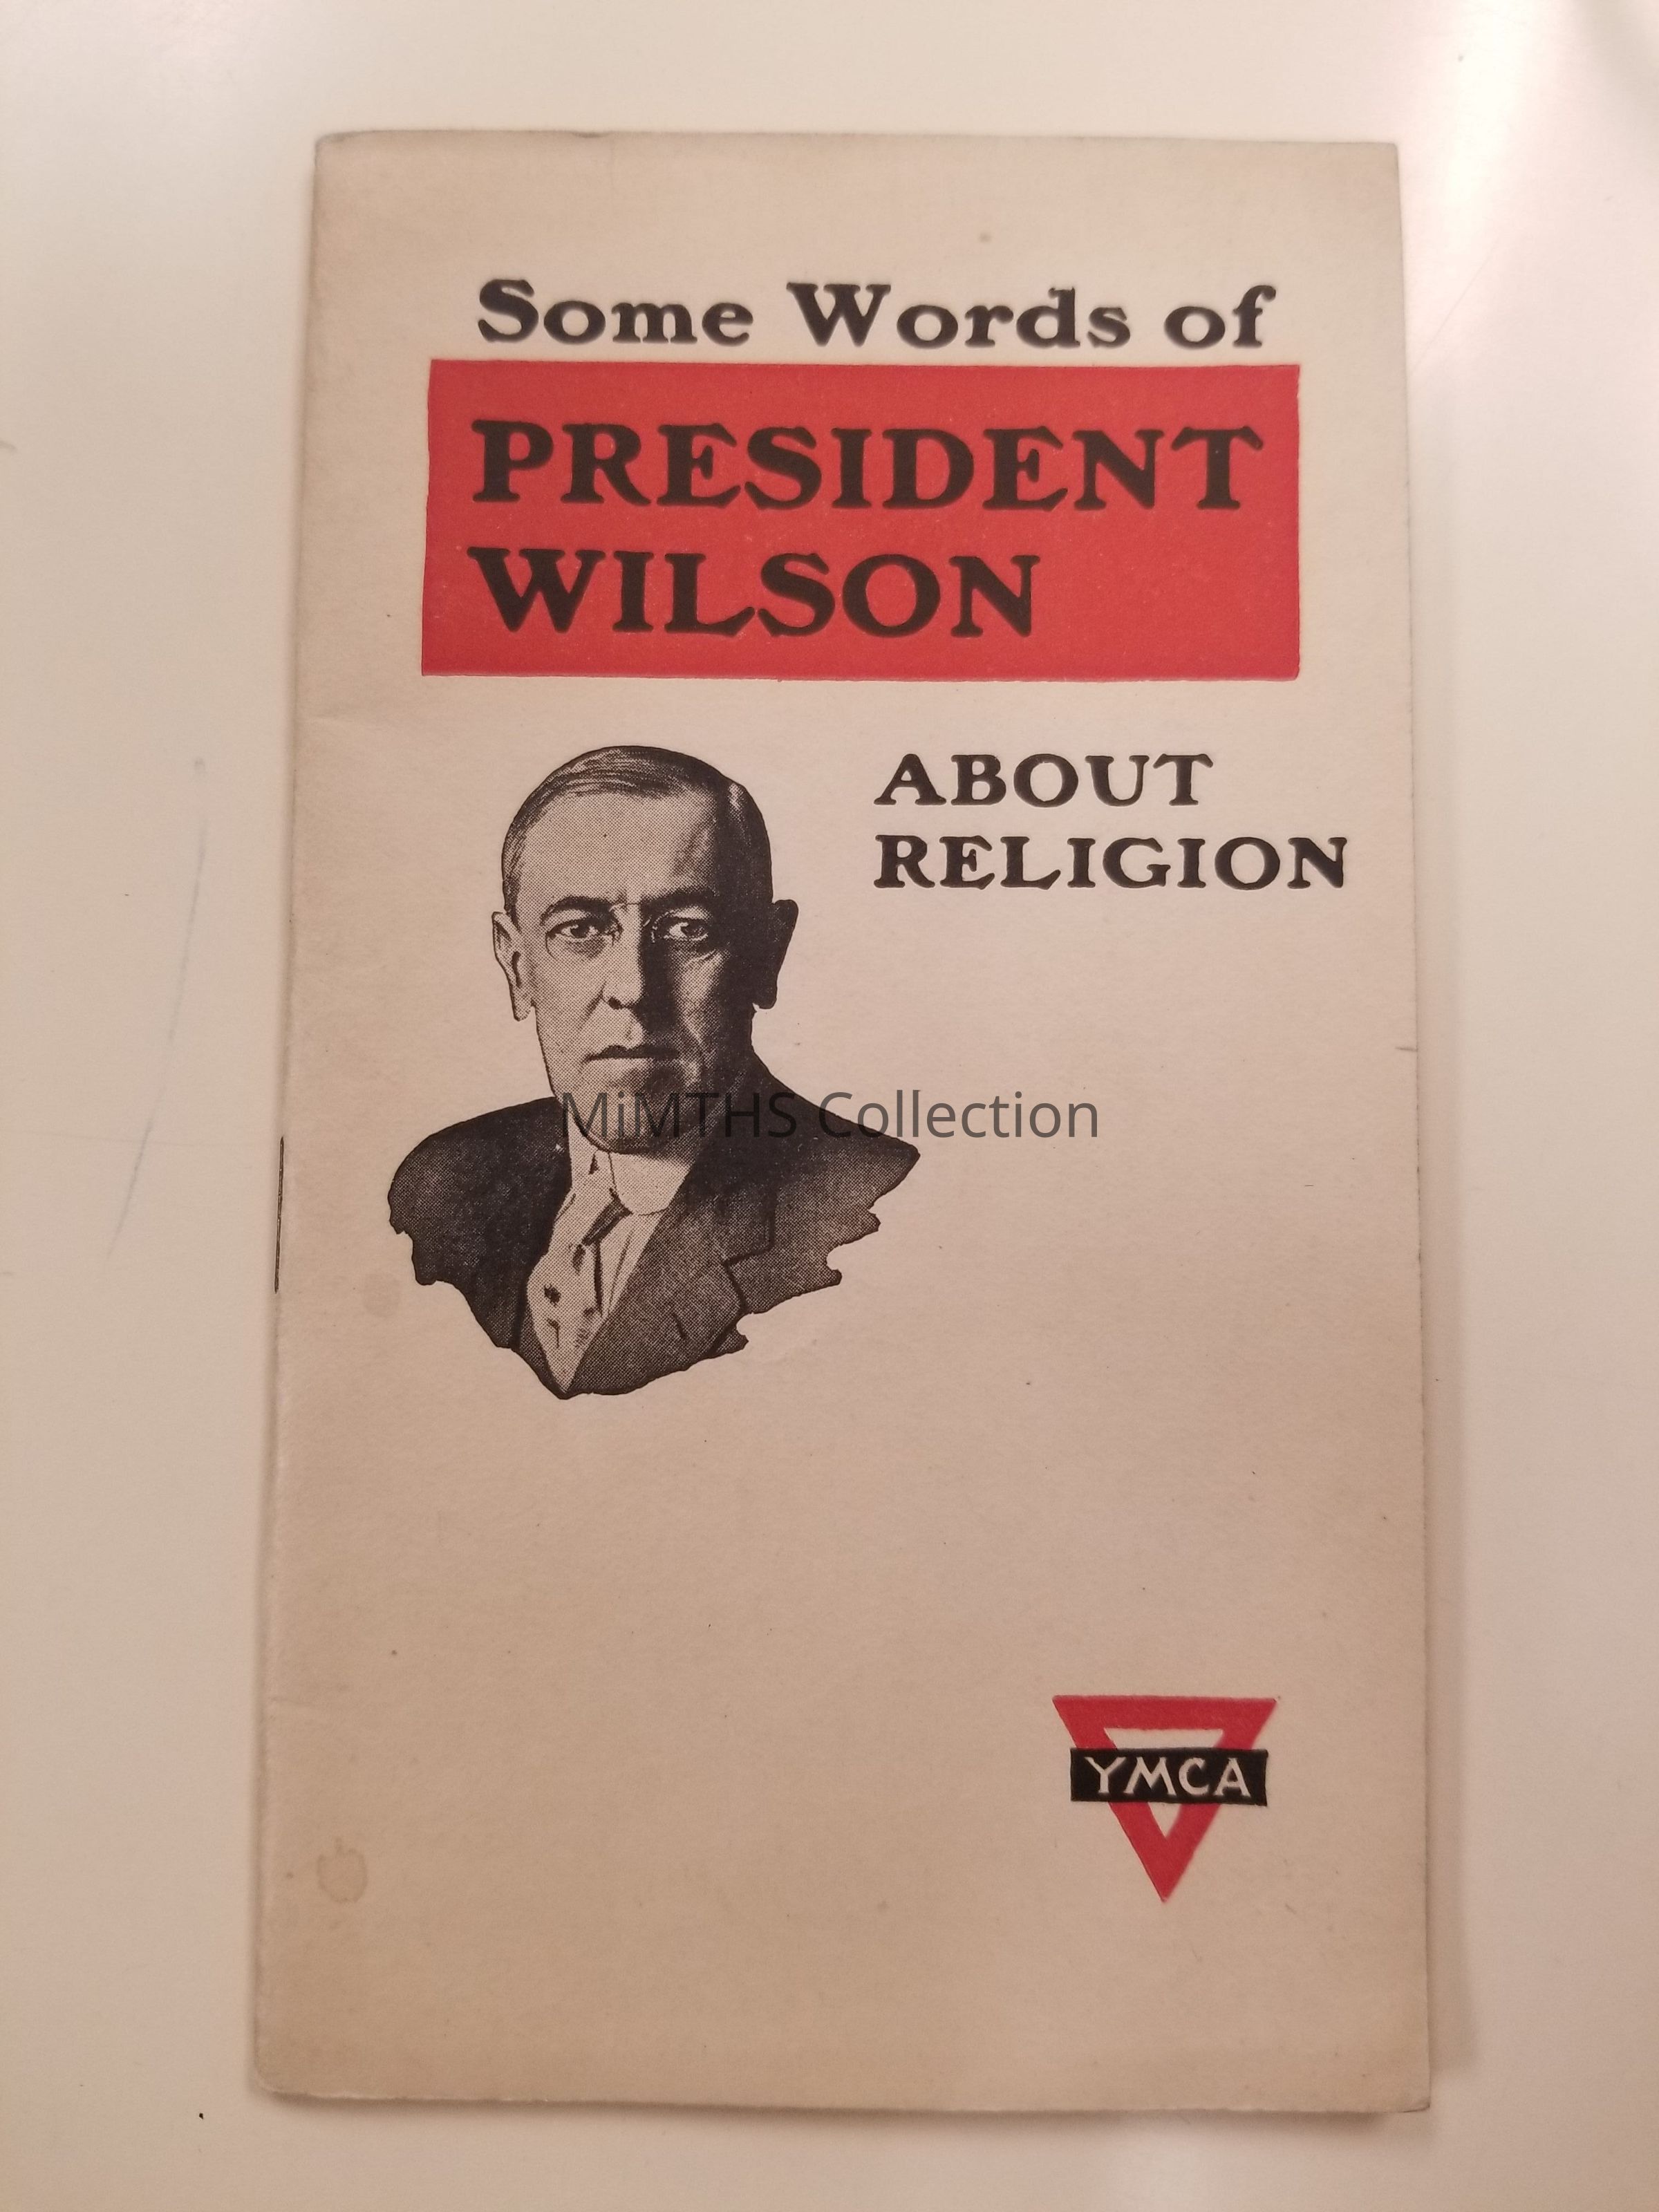 Some Words of
PRESIDENT
WILSON
ABOUT
RELIGION
MiMTHS Collection
YMCA